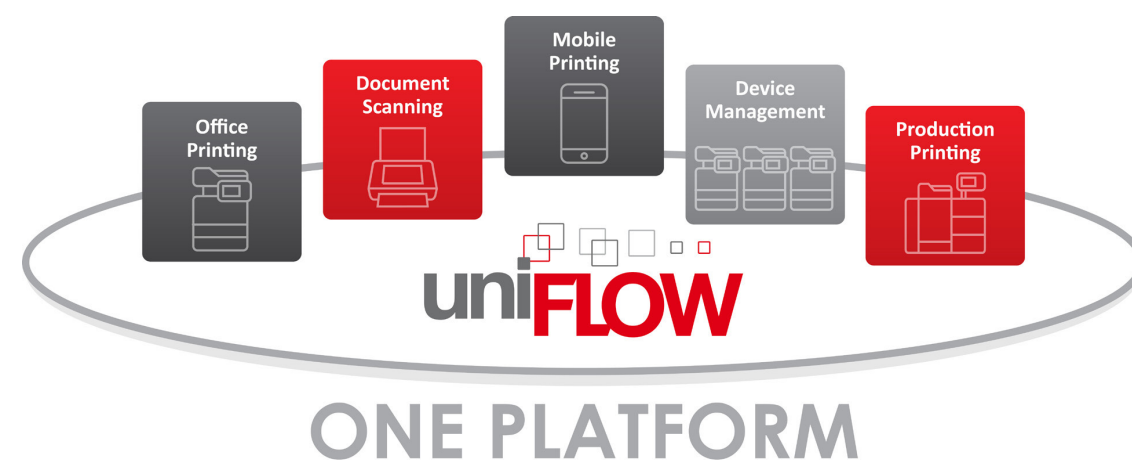 Office
Printing
Document
Scanning
Mobile
Printing
Device
Management
Production
Printing
uniFLOW
ONE PLATFORM